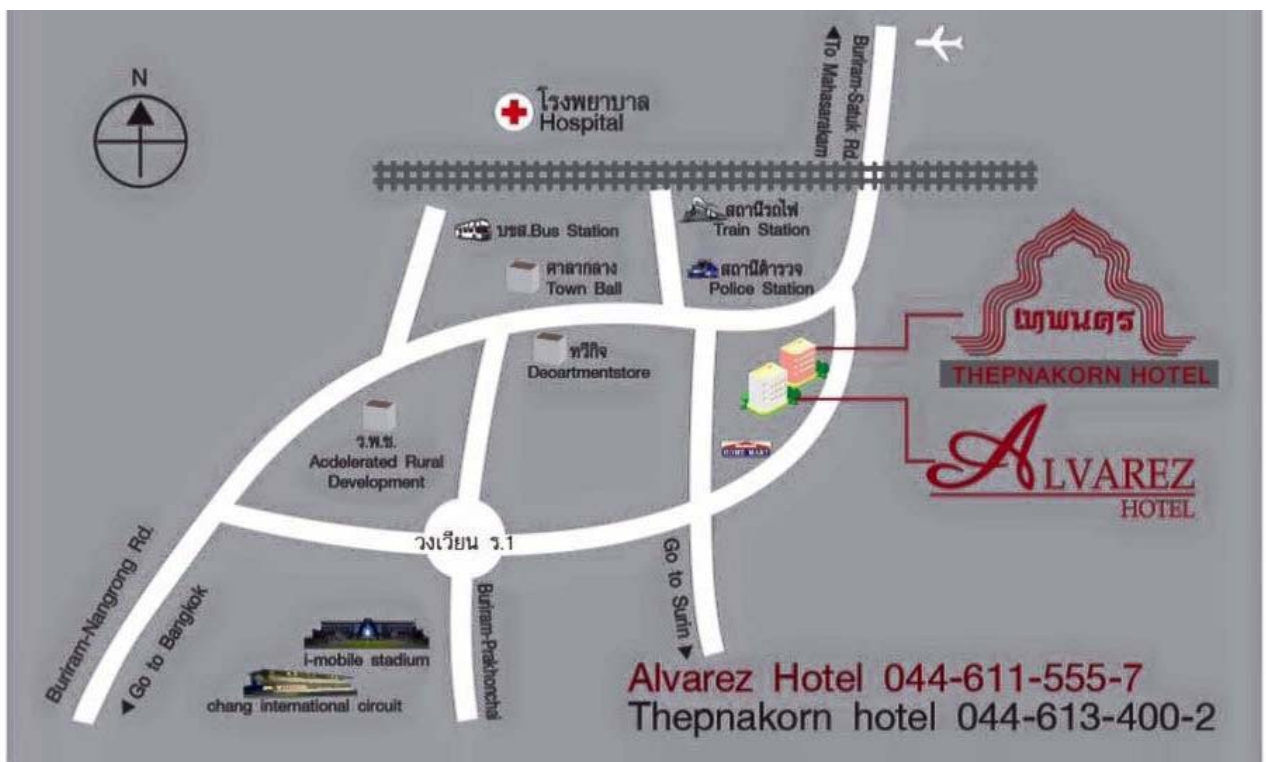 N
โรงพยาบาล
Hospital
Buriram-Satuk Rd.
To Mahasarakam
บขส.Bus Station
สถานีรถไฟ
Train Station
ศาลากลาง
Town Ball
สถานีตำรวจ
Police Station
ทวีกิจ
Deoartmentstore
เทพนคร
THEPNAKORN HOTEL
ร.พ.ช.
Acdelerated Rural
Development
HOME MART
ALVAREZ
HOTEL
วงเวียน ร.1
Buriram-Nangrong Rd.
Go to Bangkok
Buriram-Prakhonchai
Go to Surin
i-mobile stadium
chang international circuit
Alvarez Hotel 044-611-555-7
Thepnakorn hotel 044-613-400-2